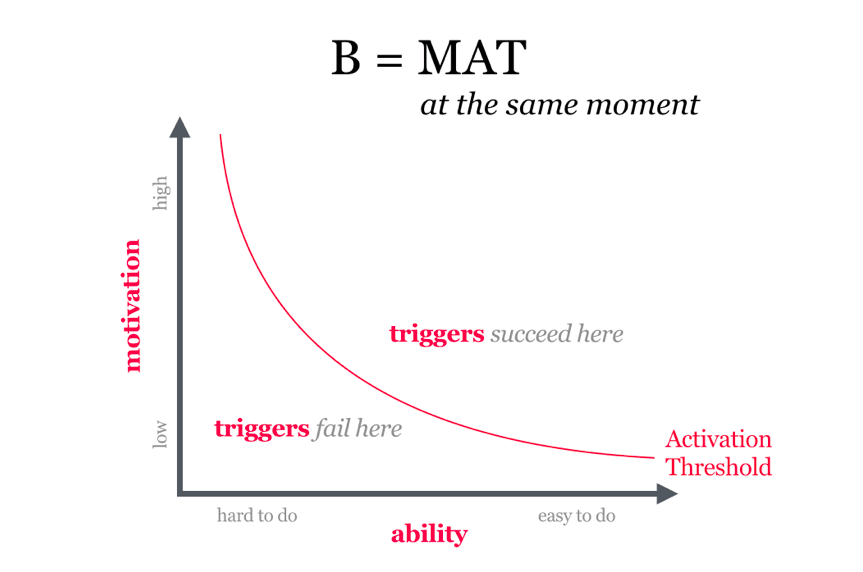 B = MAT
at the same moment
high
motivation
low
triggers succeed here
triggers fail here
Activation
Threshold
hard to do
easy to do
ability